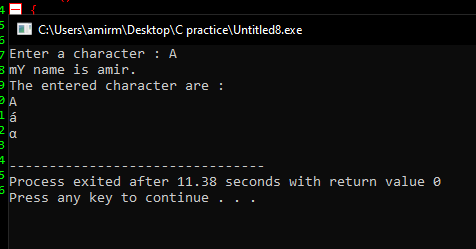 {
C:\Users\amirm\Desktop\C practice\Untitled8.exe
Enter a character : A
mY name is amir.
The entered character are :
A
á
α
--------------------------------
Process exited after 11.38 seconds with return value 0
Press any key to continue . . .